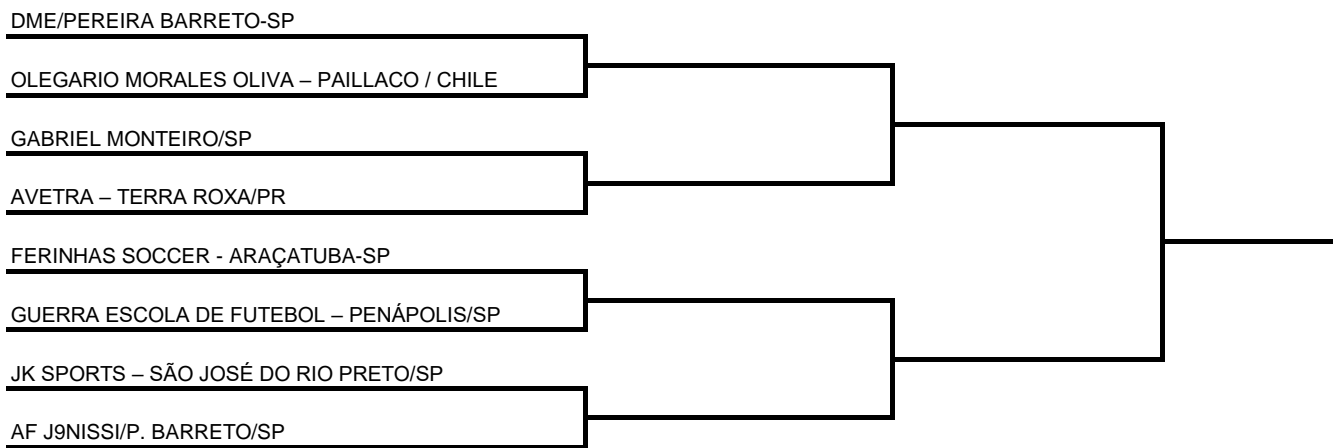 DME/PEREIRA BARRETO-SP
OLEGARIO MORALES OLIVA – PAILLACO / CHILE
GABRIEL MONTEIRO/SP
AVETRA – TERRA ROXA/PR
FERINHAS SOCCER - ARAÇATUBA-SP
GUERRA ESCOLA DE FUTEBOL – PENÁPOLIS/SP
JK SPORTS – SÃO JOSÉ DO RIO PRETO/SP
AF J9NISSI/P. BARRETO/SP